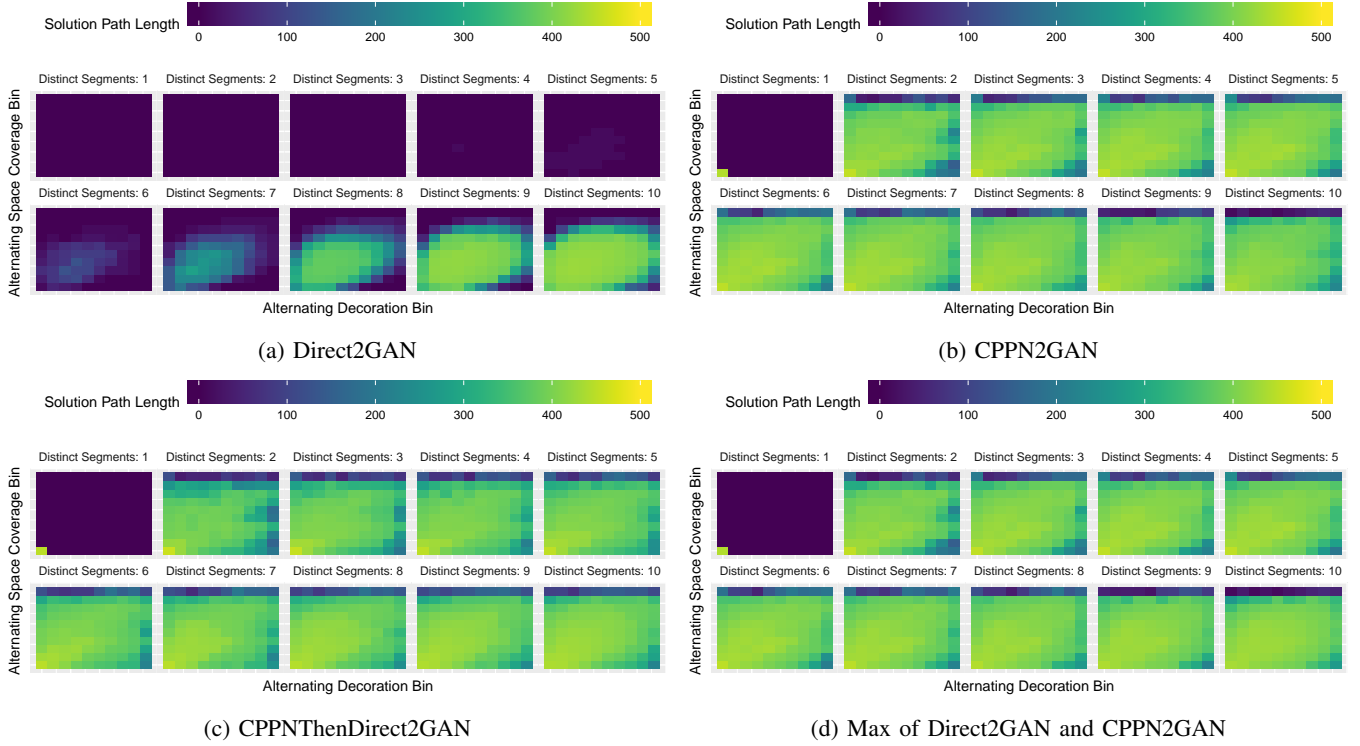 Solution Path Length
0 100 200 300 400 500
Distinct Segments: 1 Distinct Segments: 2 Distinct Segments: 3 Distinct Segments: 4 Distinct Segments: 5
Alternating Space Coverage Bin
Distinct Segments: 6 Distinct Segments: 7 Distinct Segments: 8 Distinct Segments: 9 Distinct Segments: 10
Alternating Decoration Bin
(a) Direct2GAN
Solution Path Length
0 100 200 300 400 500
Distinct Segments: 1 Distinct Segments: 2 Distinct Segments: 3 Distinct Segments: 4 Distinct Segments: 5
Alternating Space Coverage Bin
Distinct Segments: 6 Distinct Segments: 7 Distinct Segments: 8 Distinct Segments: 9 Distinct Segments: 10
Alternating Decoration Bin
(b) CPPN2GAN
Solution Path Length
0 100 200 300 400 500
Distinct Segments: 1 Distinct Segments: 2 Distinct Segments: 3 Distinct Segments: 4 Distinct Segments: 5
Alternating Space Coverage Bin
Distinct Segments: 6 Distinct Segments: 7 Distinct Segments: 8 Distinct Segments: 9 Distinct Segments: 10
Alternating Decoration Bin
(c) CPPNThenDirect2GAN
Solution Path Length
0 100 200 300 400 500
Distinct Segments: 1 Distinct Segments: 2 Distinct Segments: 3 Distinct Segments: 4 Distinct Segments: 5
Alternating Space Coverage Bin
Distinct Segments: 6 Distinct Segments: 7 Distinct Segments: 8 Distinct Segments: 9 Distinct Segments: 10
Alternating Decoration Bin
(d) Max of Direct2GAN and CPPN2GAN